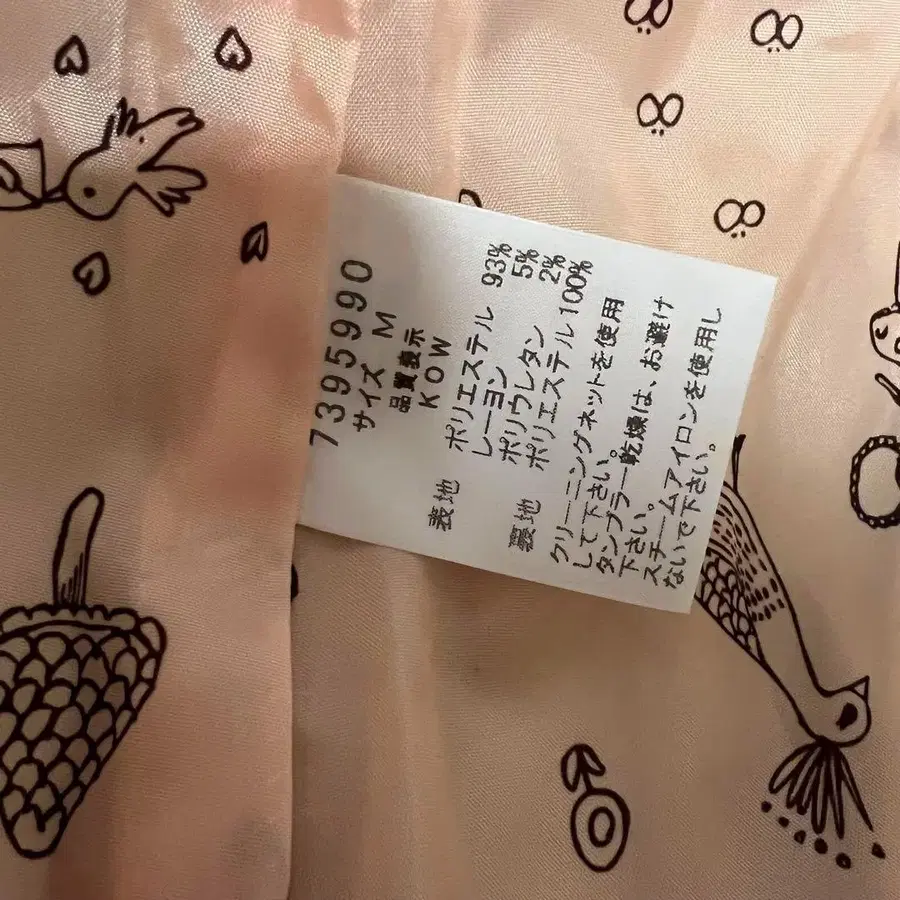 7395990
サイズ M
品質表示
KOW
表地 ポリエステル 93%
レーヨン 5%
ポリウレタン 2%
裏地 ポリエステル 100%
クリーニングネットを使用
して下さい。
タンブラー乾燥は、お避け
下さい。
スチームアイロンを使用し
ないで下さい。